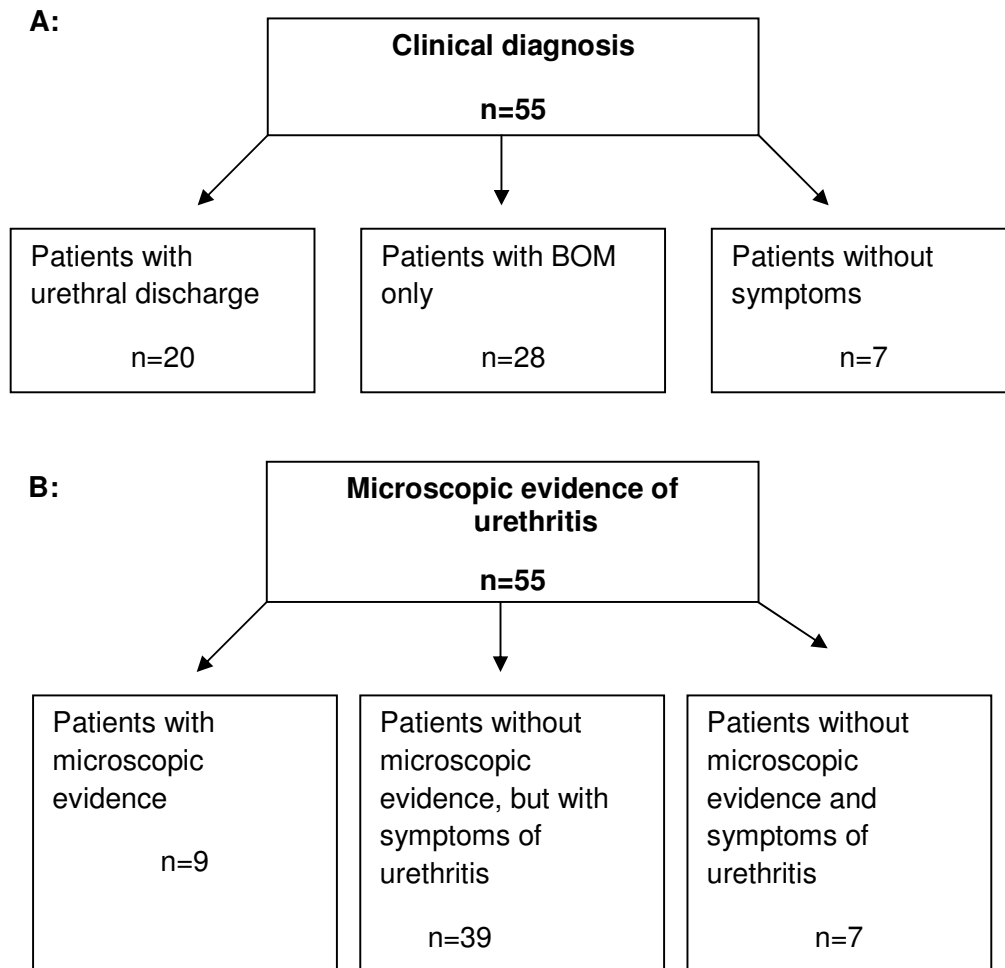 A:
Clinical diagnosis
n=55
Patients with
urethral discharge
n=20
Patients with BOM
only
n=28
Patients without
symptoms
n=7
B:
Microscopic evidence of
urethritis
n=55
Patients with
microscopic
evidence
n=9
Patients without
microscopic
evidence, but with
symptoms of
urethritis
n=39
Patients without
microscopic
evidence and
symptoms of
urethritis
n=7